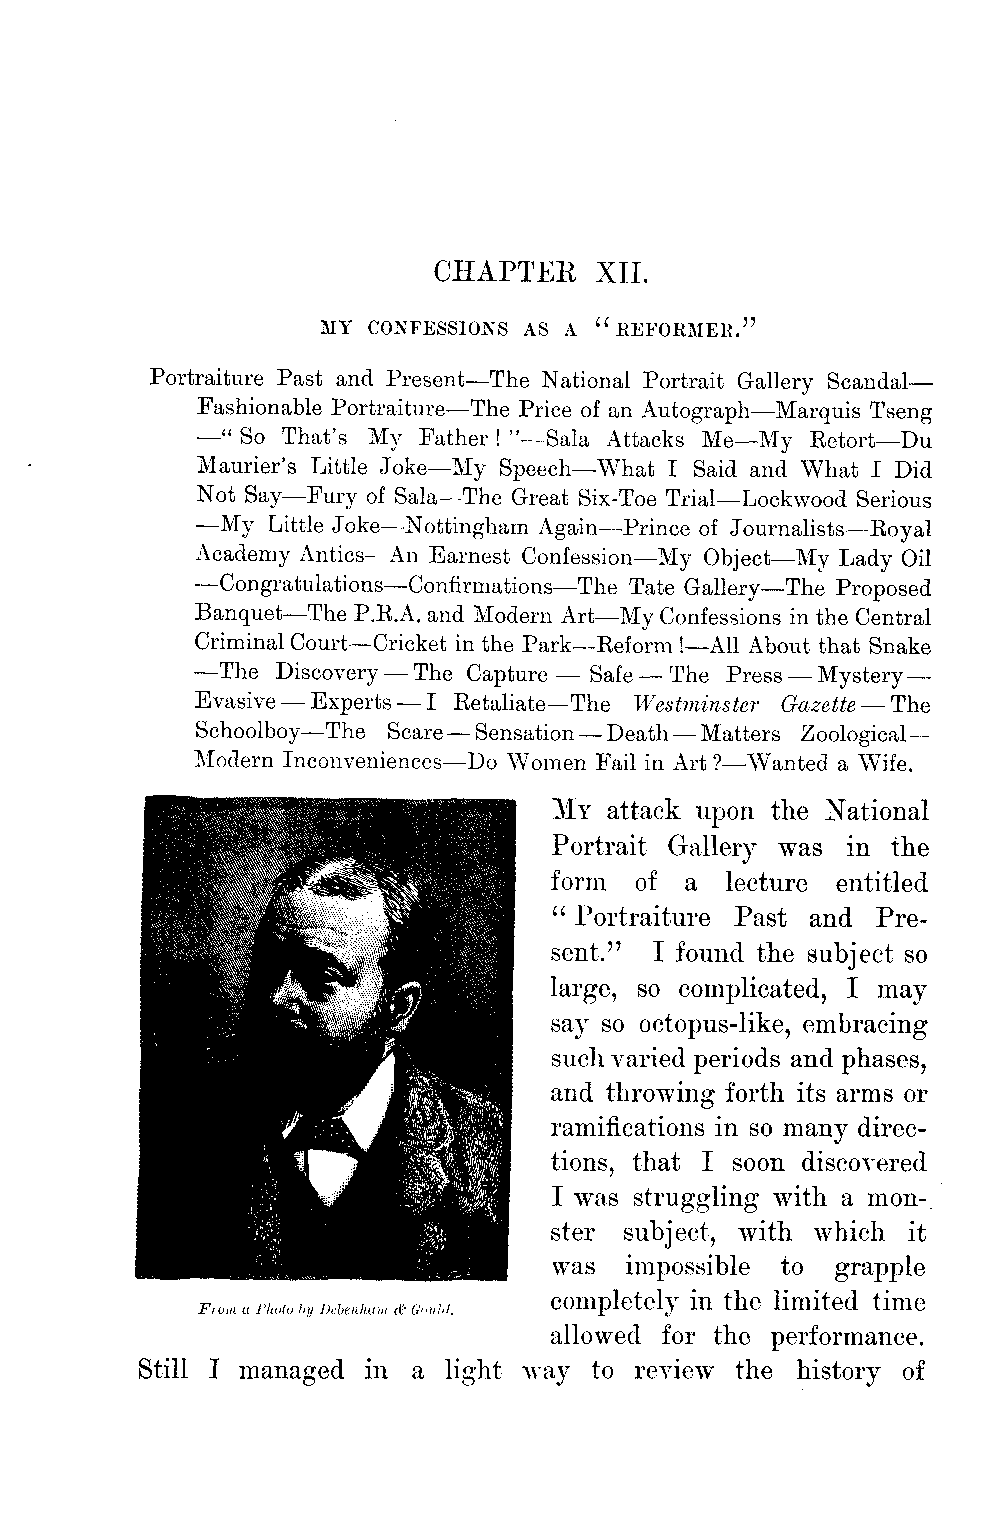 CHAPTER XII.
MY CONFESSIONS AS A “REFORMER.”
Portraiture Past and Present—The National Portrait Gallery Scandal—
Fashionable Portraiture—The Price of an Autograph—Marquis Tseng
—“So That's My Father!”—Sala Attacks Me—My Retort—Du
Maurier's Little Joke—My Speech—What I Said and What I Did
Not Say—Fury of Sala—The Great Six-Toe Trial—Lockwood Serious
—My Little Joke—Nottingham Again—Prince of Journalists—Royal
Academy Antics—An Earnest Confession—My Object—My Lady Oil
—Congratulations—Confirmations—The Tate Gallery—The Proposed
Banquet—The P.R.A. and Modern Art—My Confessions in the Central
Criminal Court—Cricket in the Park—Reform!—All About that Snake
—The Discovery—The Capture—Safe—The Press—Mystery—
Evasive—Experts—I Retaliate—The Westminster Gazette—The
Schoolboy—The Scare—Sensation—Death—Matters Zoological—
Modern Inconveniences—Do Women Fail in Art?—Wanted a Wife.
MY attack upon the National
Portrait Gallery was in the
form of a lecture entitled
“Portraiture Past and Pre-
sent.” I found the subject so
large, so complicated, I may
say so octopus-like, embracing
such varied periods and phases,
and throwing forth its arms or
ramifications in so many direc-
tions, that I soon discovered
I was struggling with a mon-
ster subject, with which it
was impossible to grapple
completely in the limited time
allowed for the performance.
Still I managed in a light way to review the history of
From a Photo by Debenham & Gould.